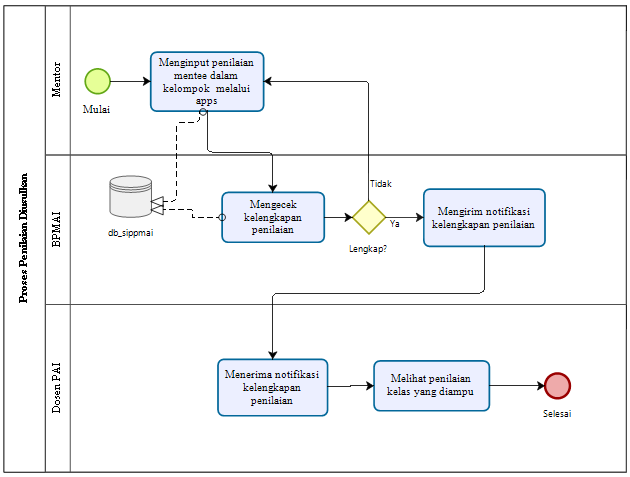 Proses Penilaian Diusulkan
Mentor
Mulai
Menginput penilaian
mentee dalam
kelompok melalui
apps
BPMAI
db_sippmai
Mengecek
kelengkapan
penilaian
Tidak
Ya
Lengkap?
Mengirim notifikasi
kelengkapan penilaian
Dosen PAI
Menerima notifikasi
kelengkapan
penilaian
Melihat penilaian
kelas yang diampu
Selesai